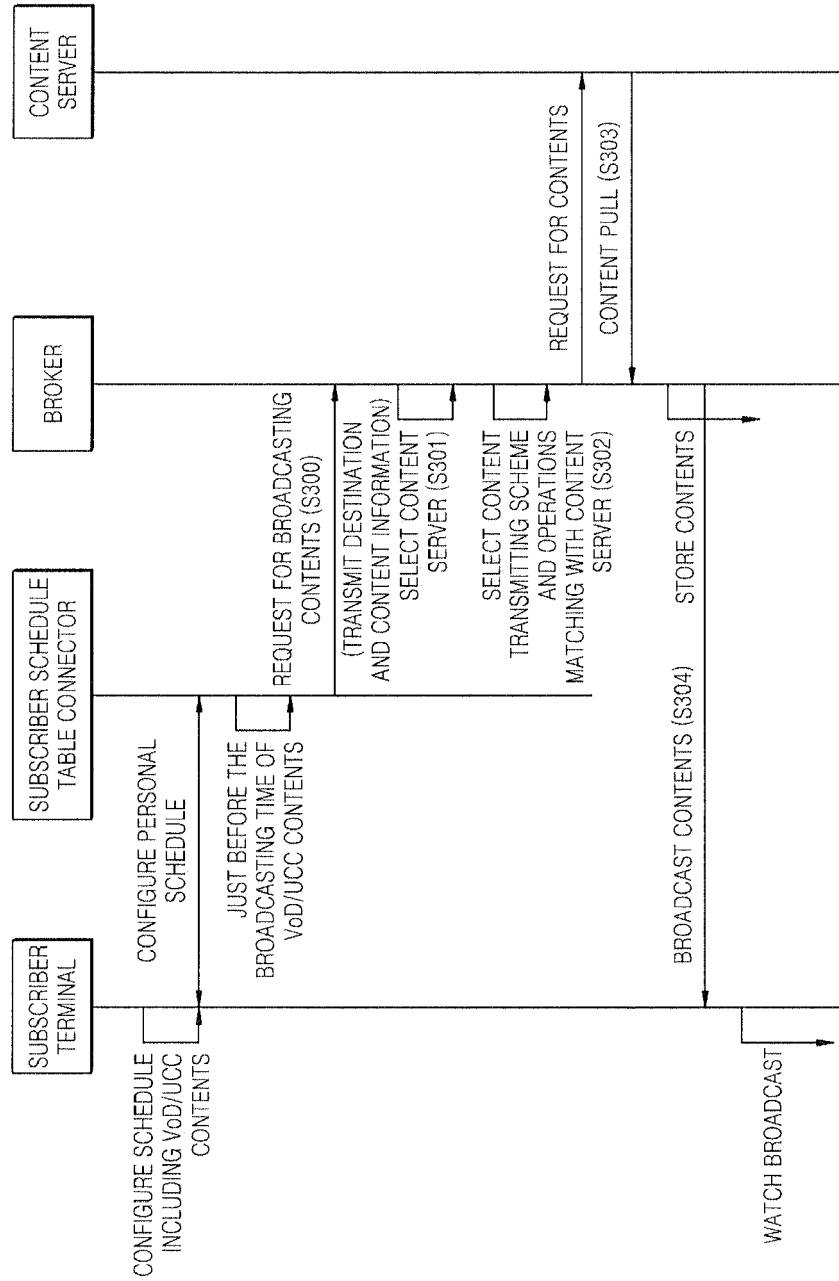 SUBSCRIBER
TERMINAL
SUBSCRIBER SCHEDULE
TABLE CONNECTOR
BROKER
CONTENT
SERVER
CONFIGURE SCHEDULE
INCLUDING VoD/UCC
CONTENTS
CONFIGURE PERSONAL
SCHEDULE
JUST BEFORE THE
BROADCASTING TIME OF
VoD/UCC CONTENTS
REQUEST FOR BROADCASTING
CONTENTS (S300)
(TRANSMIT DESTINATION
AND CONTENT INFORMATION)
SELECT CONTENT
SERVER (S301)
SELECT CONTENT
TRANSMITTING SCHEME
AND OPERATIONS
MATCHING WITH CONTENT
SERVER (S302)
REQUEST FOR CONTENTS
CONTENT PULL (S303)
STORE CONTENTS
BROADCAST CONTENTS (S304)
WATCH BROADCAST